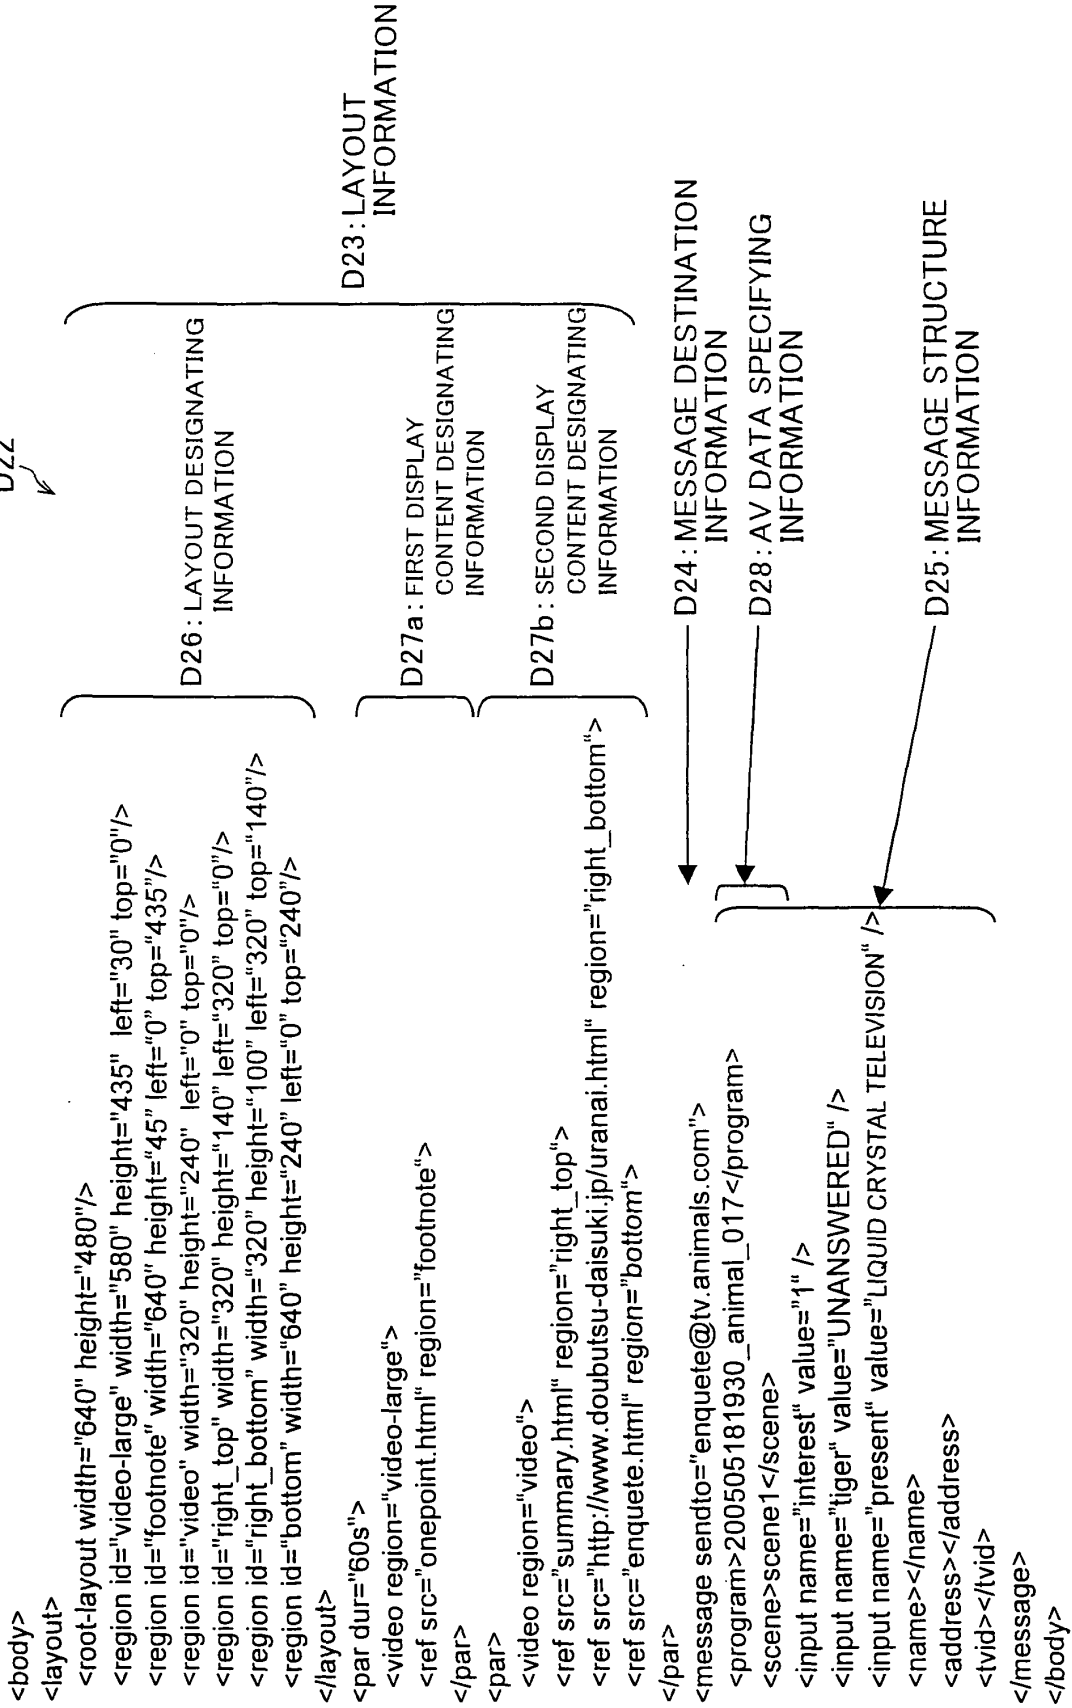 D22
<body>
<layout>
<root-layout width="640" height="480"/>
<region id="video-large" width="580" height="435" left="30" top="0"/>
<region id="footnote" width="640" height="45" left="0" top="435"/>
<region id="video" width="320" height="240" left="0" top="0"/>
<region id="right_top" width="320" height="140" left="320" top="0"/>
<region id="right_bottom" width="320" height="100" left="320" top="140"/>
<region id="bottom" width="640" height="240" left="0" top="240"/>
</layout>
<par dur="60s">
<video region="video-large">
<ref src="onepoint.html" region="footnote">
</par>
<par>
<video region="video">
<ref src="summary.html" region="right_top">
<ref src="http://www.doubutsu-daisuki.jp/uranai.html" region="right_bottom">
<ref src="enquete.html" region="bottom">
</par>
<message sendto="enquete@tv.animals.com">
<program>200505181930_animal_017</program>
<scene>scene1</scene>
<input name="interest" value="1" />
<input name="tiger" value="UNANSWERED" />
<input name="present" value="LIQUID CRYSTAL TELEVISION" />
<name></name>
<address></address>
<tvid></tvid>
</message>
</body>
D26 : LAYOUT DESIGNATING
INFORMATION
D27a : FIRST DISPLAY
CONTENT DESIGNATING
INFORMATION
D27b : SECOND DISPLAY
CONTENT DESIGNATING
INFORMATION
D23 : LAYOUT
INFORMATION
D24 : MESSAGE DESTINATION
INFORMATION
D28 : AV DATA SPECIFYING
INFORMATION
D25 : MESSAGE STRUCTURE
INFORMATION